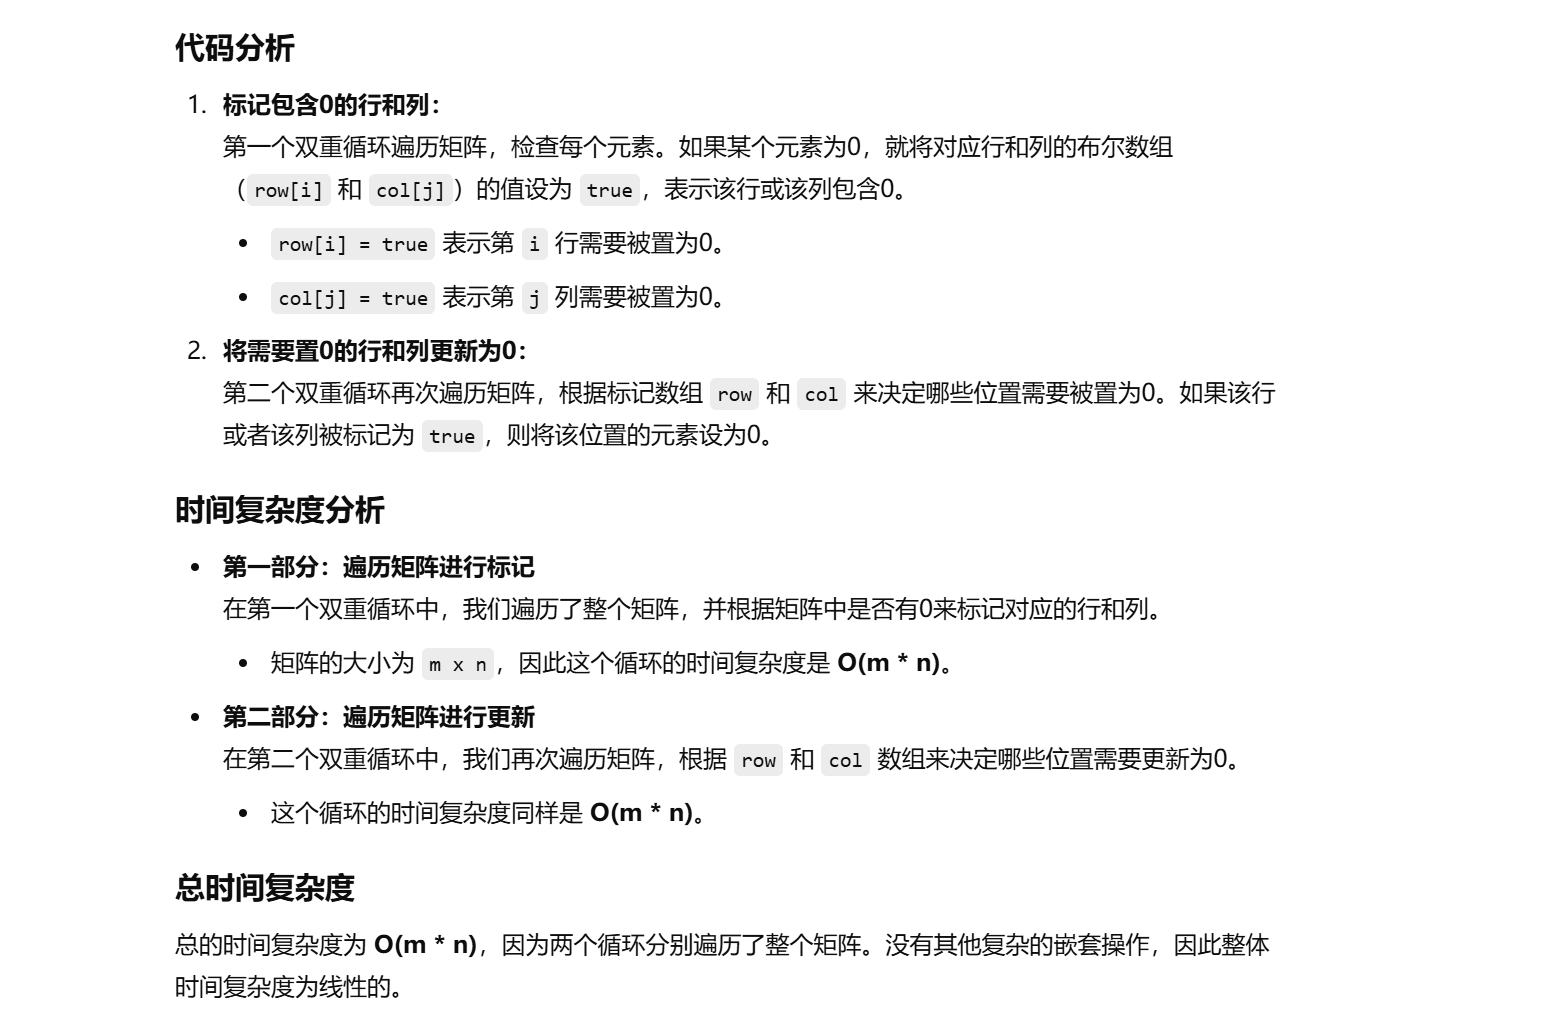 代码分析
1. 标记包含0的行和列：
第一个双重循环遍历矩阵，检查每个元素。如果某个元素为0，就将对应行和列的布尔数组
（row[i] 和 col[j]）的值设为 true，表示该行或该列包含0。
• row[i] = true 表示第 i 行需要被置为0。
• col[j] = true 表示第 j 列需要被置为0。
2. 将需要置0的行和列更新为0：
第二个双重循环再次遍历矩阵，根据标记数组 row 和 col 来决定哪些位置需要被置为0。如果该行
或者该列被标记为 true，则将该位置的元素设为0。
时间复杂度分析
• 第一部分：遍历矩阵进行标记
在第一个双重循环中，我们遍历了整个矩阵，并根据矩阵中是否有0来标记对应的行和列。
• 矩阵的大小为 m x n，因此这个循环的时间复杂度是 O(m * n)。
• 第二部分：遍历矩阵进行更新
在第二个双重循环中，我们再次遍历矩阵，根据 row 和 col 数组来决定哪些位置需要更新为0。
• 这个循环的时间复杂度同样是 O(m * n)。
总时间复杂度
总的时间复杂度为 O(m * n)，因为两个循环分别遍历了整个矩阵。没有其他复杂的嵌套操作，因此整体
时间复杂度为线性的。